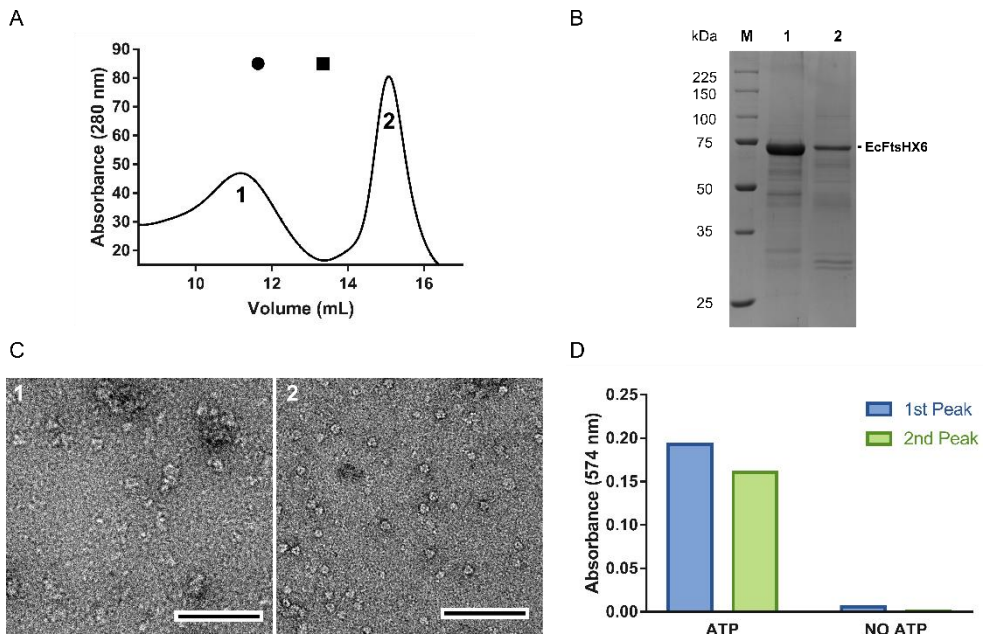 A
90
80
70
60
50
40
30
20
Absorbance (280 nm)
1
2
10
12
14
16
Volume (mL)
B
kDa M 1 2
225
150
100
75
50
35
25
- EcFtsHX6
C
1
2
D
0.25
0.20
0.15
0.10
0.05
0.00
Absorbance (574 nm)
1st Peak
2nd Peak
ATP
NO ATP